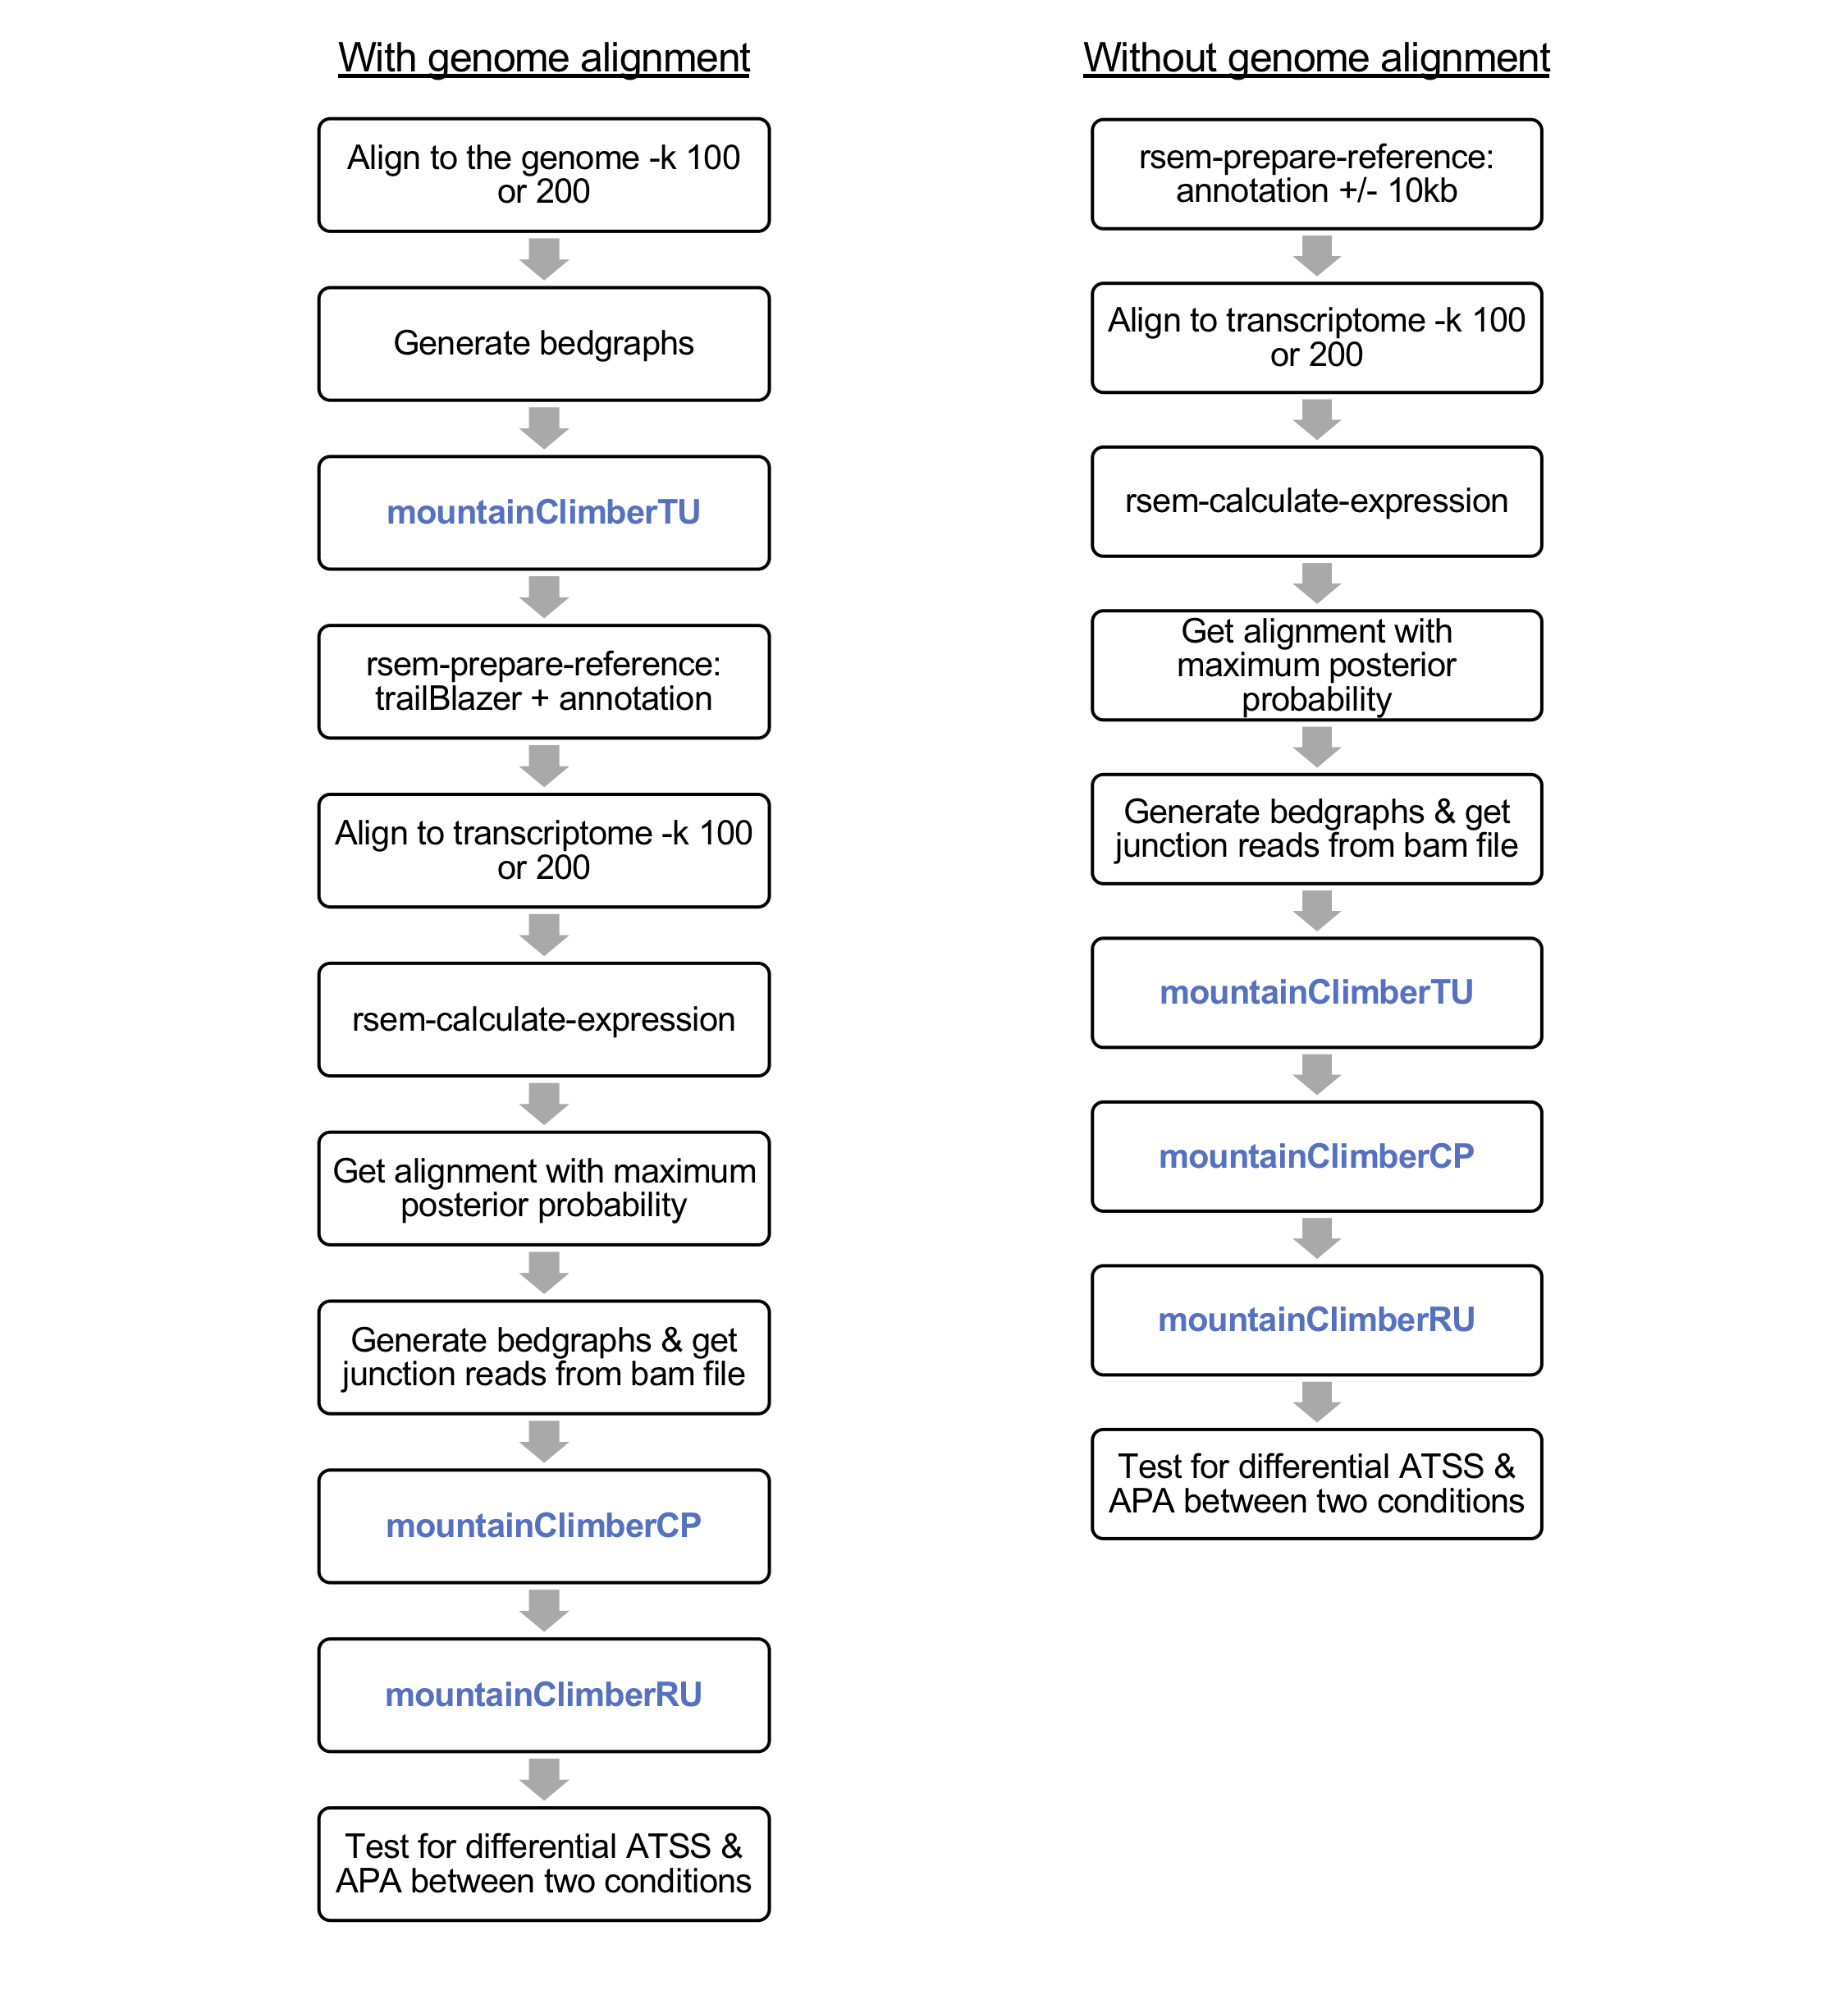 With genome alignment
Align to the genome -k 100
or 200
Generate bedgraphs
mountainClimberTU
rsem-prepare-reference:
trailBlazer + annotation
Align to transcriptome -k 100
or 200
rsem-calculate-expression
Get alignment with maximum
posterior probability
Generate bedgraphs & get
junction reads from bam file
mountainClimberCP
mountainClimberRU
Test for differential ATSS &
APA between two conditions
Without genome alignment
rsem-prepare-reference:
annotation +/- 10kb
Align to transcriptome -k 100
or 200
rsem-calculate-expression
Get alignment with
maximum posterior
probability
Generate bedgraphs & get
junction reads from bam file
mountainClimberTU
mountainClimberCP
mountainClimberRU
Test for differential ATSS &
APA between two conditions